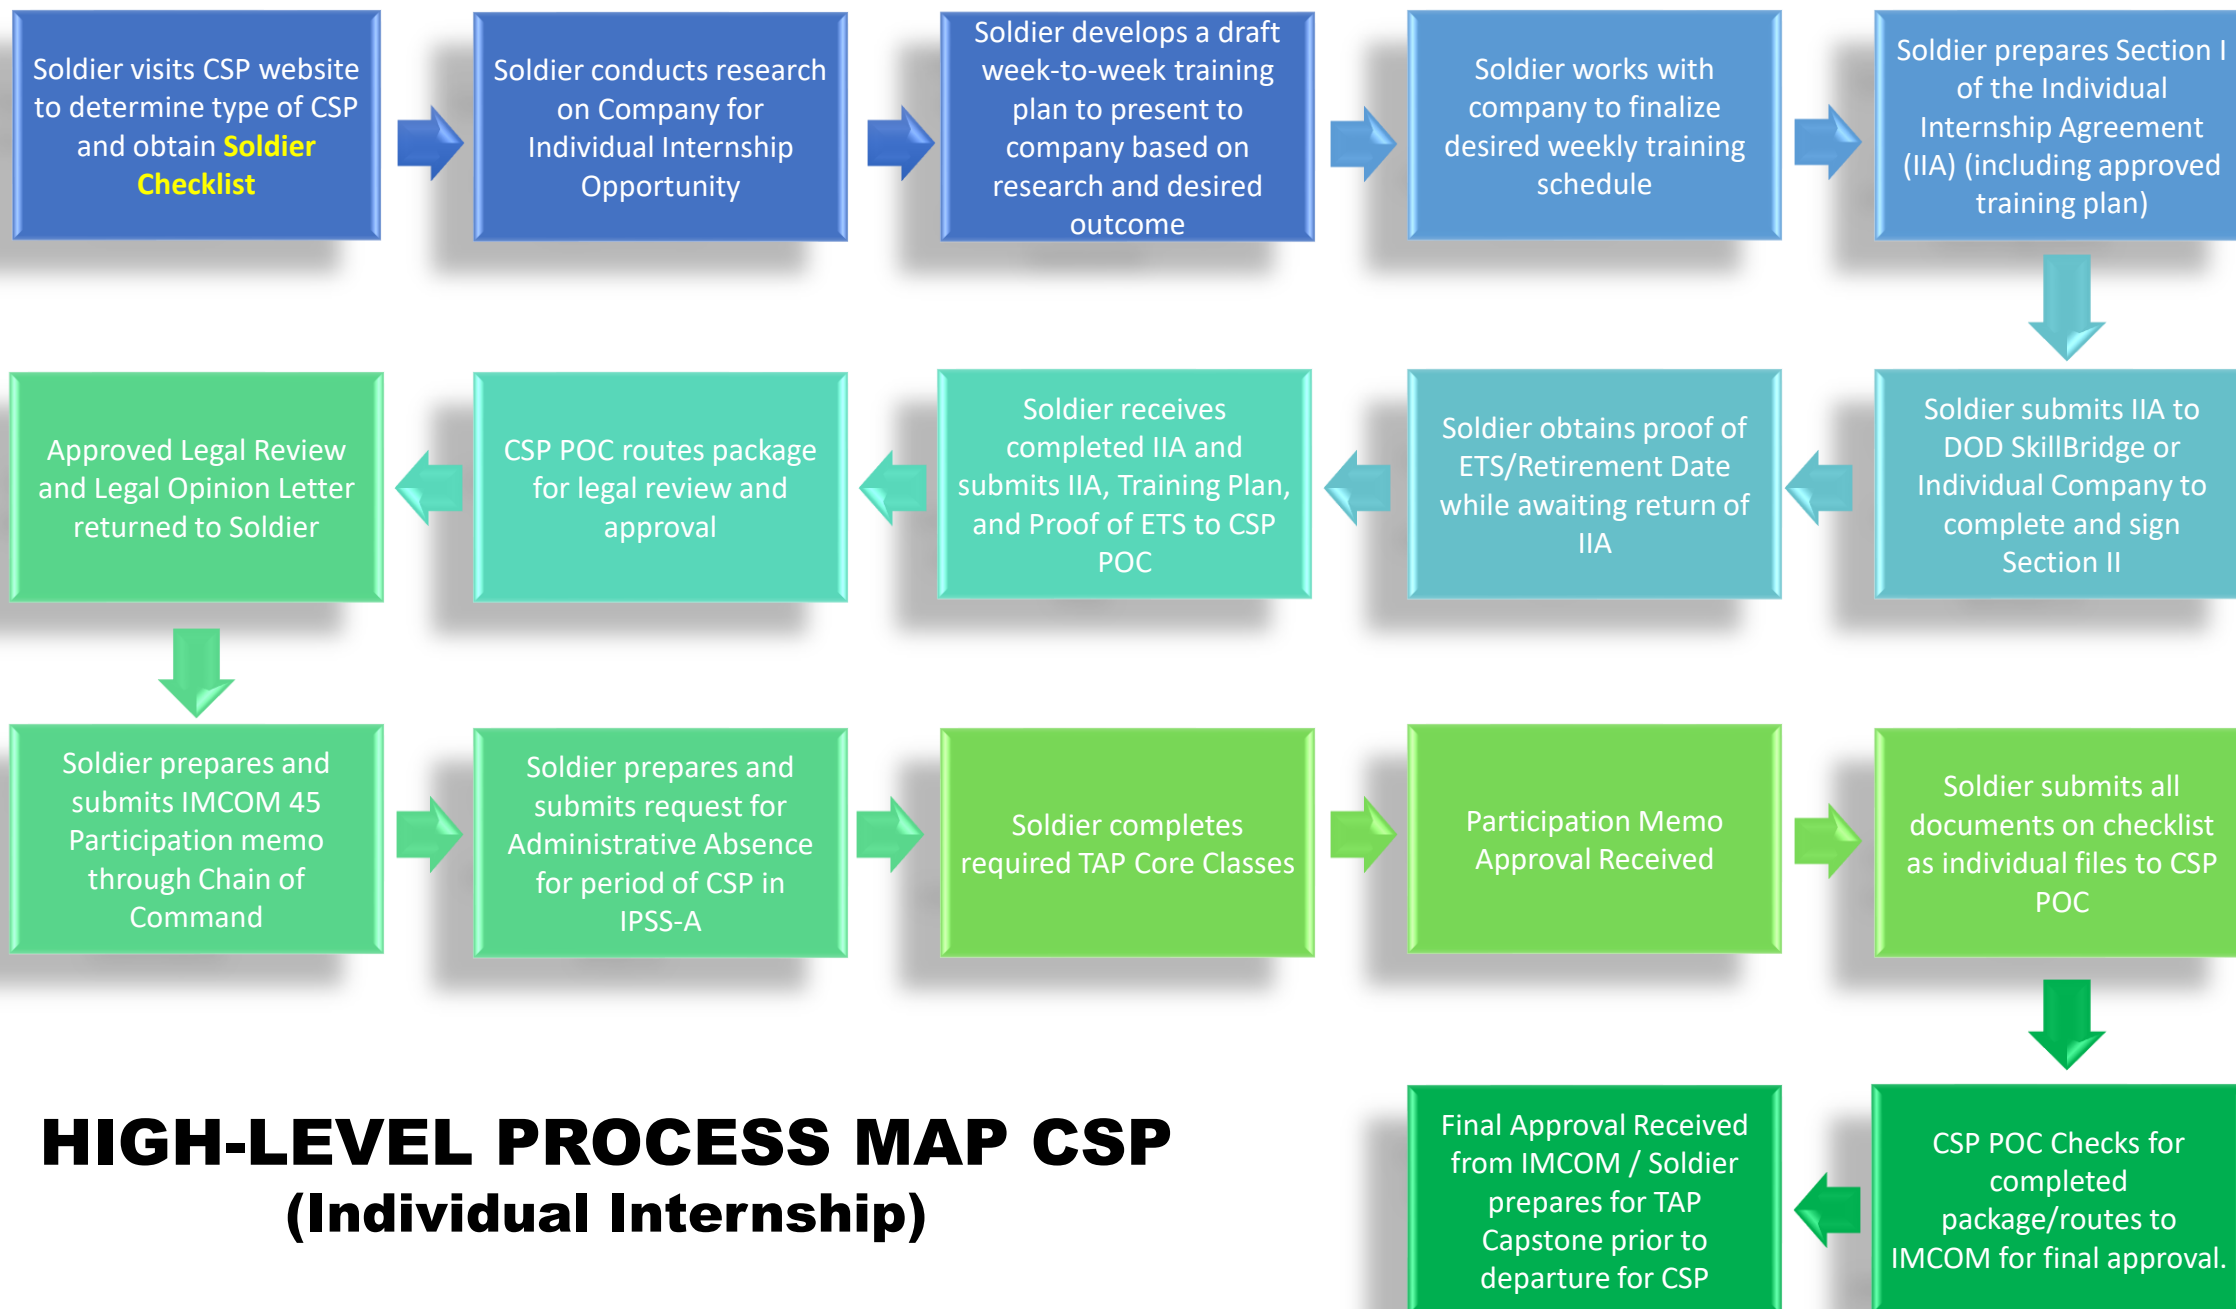 Soldier visits CSP website
to determine type of CSP
and obtain Soldier
Checklist
Soldier conducts research
on Company for
Individual Internship
Opportunity
Soldier develops a draft
week-to-week training
plan to present to
company based on
research and desired
outcome
Soldier works with
company to finalize
desired weekly training
schedule
Soldier prepares Section I
of the Individual
Internship Agreement
(IIA) (including approved
training plan)
Soldier submits IIA to
DOD SkillBridge or
Individual Company to
complete and sign
Section II
Soldier obtains proof of
ETS/Retirement Date
while awaiting return of
IIA
Soldier receives
completed IIA and
submits IIA, Training Plan,
and Proof of ETS to CSP
POC
CSP POC routes package
for legal review and
approval
Approved Legal Review
and Legal Opinion Letter
returned to Soldier
Soldier prepares and
submits IMCOM 45
Participation memo
through Chain of
Command
Soldier prepares and
submits request for
Administrative Absence
for period of CSP in
IPSS-A
Soldier completes
required TAP Core Classes
Participation Memo
Approval Received
Soldier submits all
documents on checklist
as individual files to CSP
POC
CSP POC Checks for
completed
package/routes to
IMCOM for final approval.
Final Approval Received
from IMCOM / Soldier
prepares for TAP
Capstone prior to
departure for CSP
HIGH-LEVEL PROCESS MAP CSP
(Individual Internship)